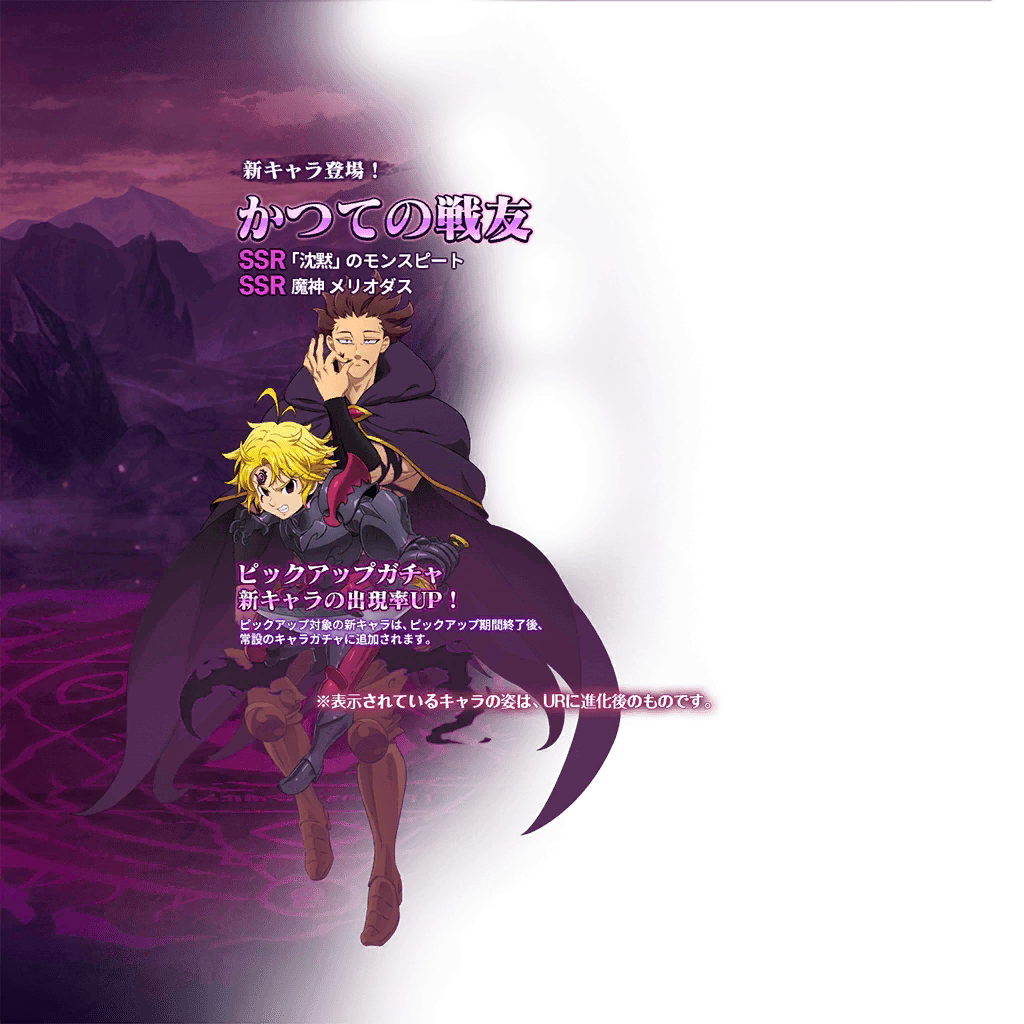 新キャラ登場！
かつての戦友
SSR「沈黙」のモンスピート
SSR 魔神 メリオダス
ピックアップガチャ
新キャラの出現率UP！
ピックアップ対象の新キャラは、ピックアップ期間終了後、
常設のキャラガチャに追加されます。
※表示されているキャラの姿は、URに進化後のものです。